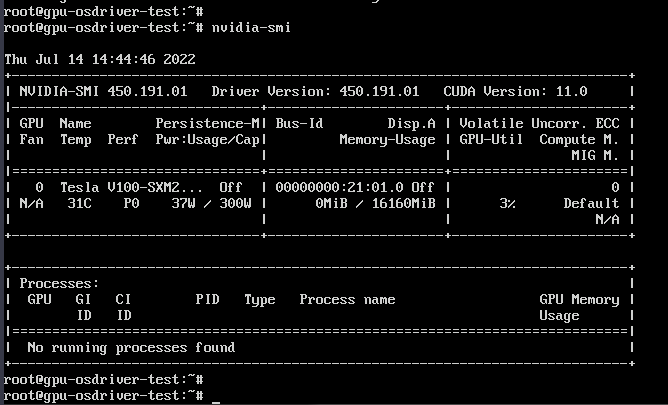 root@gpu-osdriver-test:~#
root@gpu-osdriver-test:~# nvidia-smi
Thu Jul 14 14:44:46 2022
+-----------------------------------------------------------------------------+
| NVIDIA-SMI 450.191.01   Driver Version: 450.191.01   CUDA Version: 11.0     |
|-------------------------------+----------------------+----------------------+
| GPU  Name        Persistence-M| Bus-Id        Disp.A | Volatile Uncorr. ECC |
| Fan  Temp  Perf  Pwr:Usage/Cap|         Memory-Usage | GPU-Util  Compute M. |
|                               |                      |               MIG M. |
|===============================+======================+======================|
|   0  Tesla V100-SXM2...  Off  | 00000000:21:01.0 Off |                    0 |
| N/A   31C    P0    37W / 300W |      0MiB / 16160MiB |      3%      Default |
|                               |                      |                  N/A |
+-------------------------------+----------------------+----------------------+
+-----------------------------------------------------------------------------+
| Processes:                                                                  |
|  GPU   GI   CI        PID   Type   Process name                  GPU Memory |
|        ID   ID                                                   Usage      |
|=============================================================================|
|  No running processes found                                                 |
+-----------------------------------------------------------------------------+
root@gpu-osdriver-test:~#
root@gpu-osdriver-test:~# _